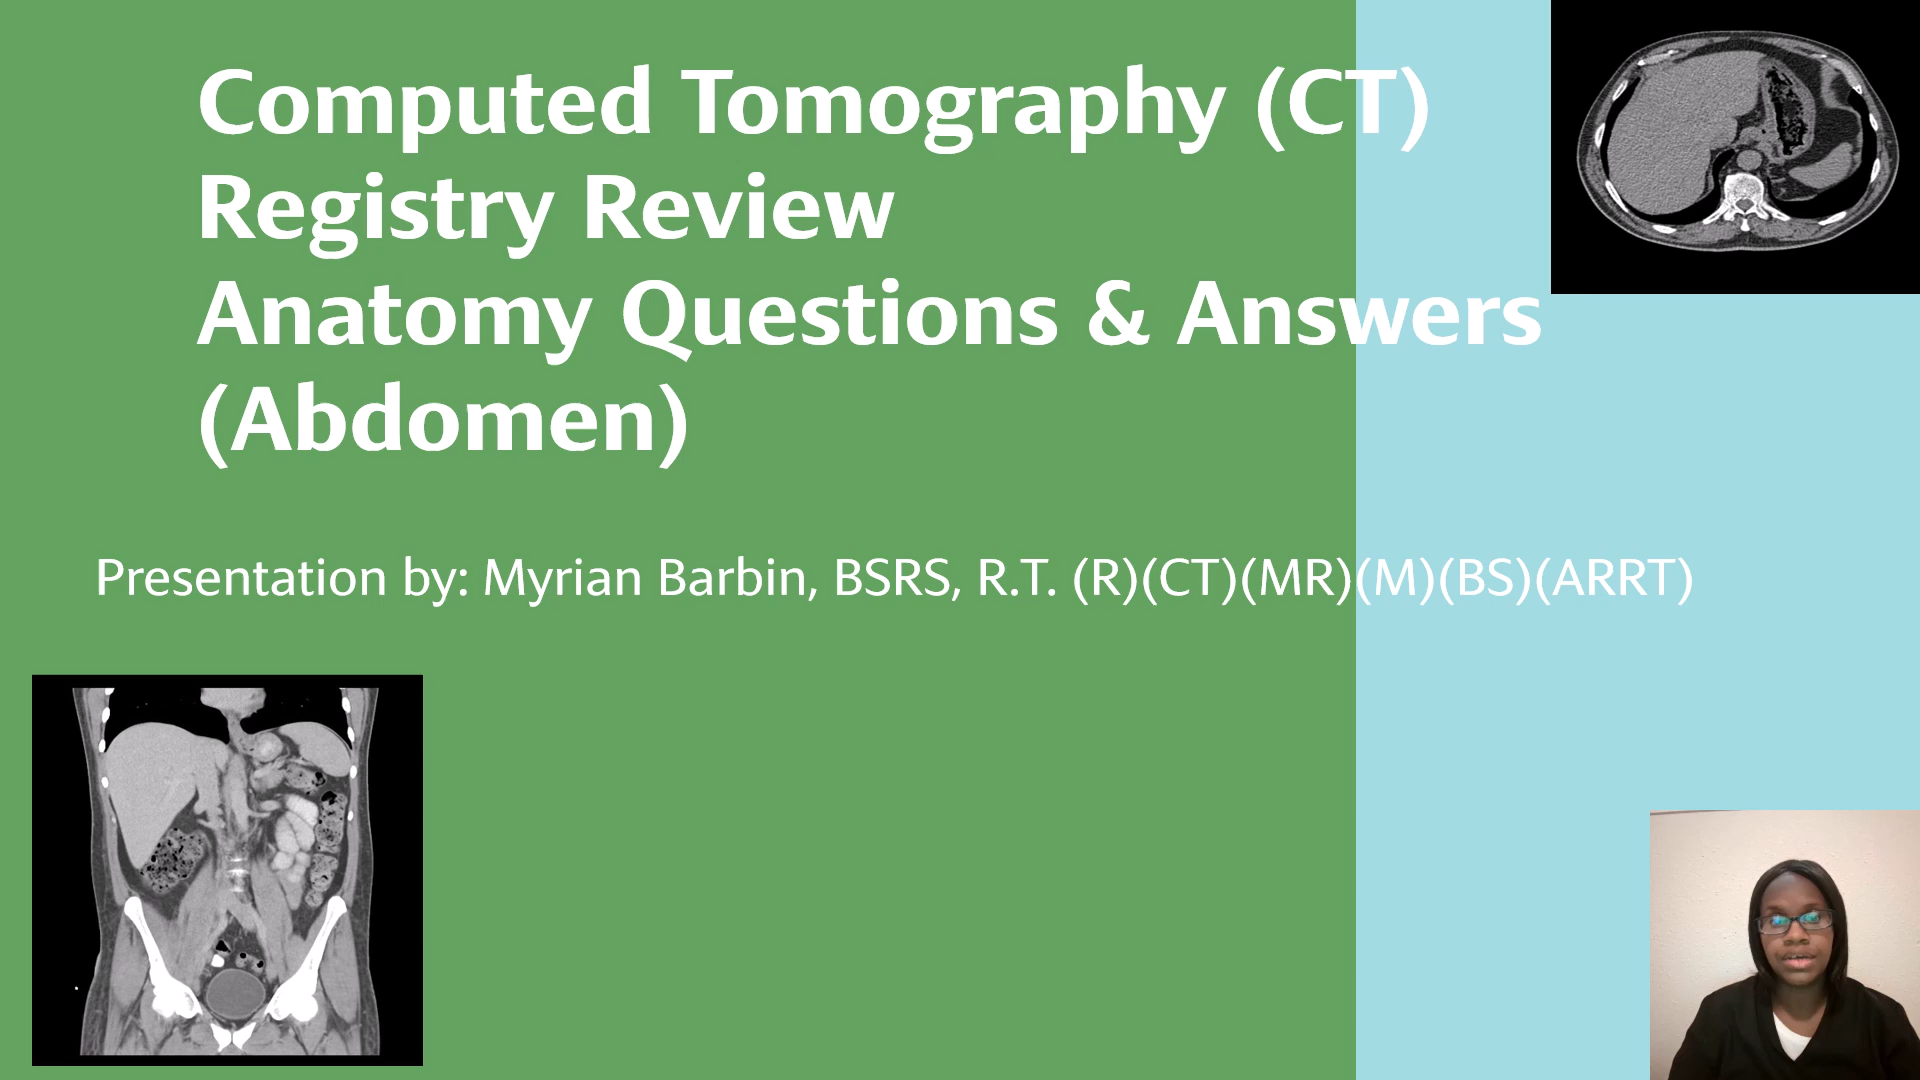 Computed Tomography (CT)
Registry Review
Anatomy Questions & Answers
(Abdomen)
Presentation by: Myrian Barbin, BSRS, R.T. (R)(CT)(MR)(M)(BS)(ARRT)